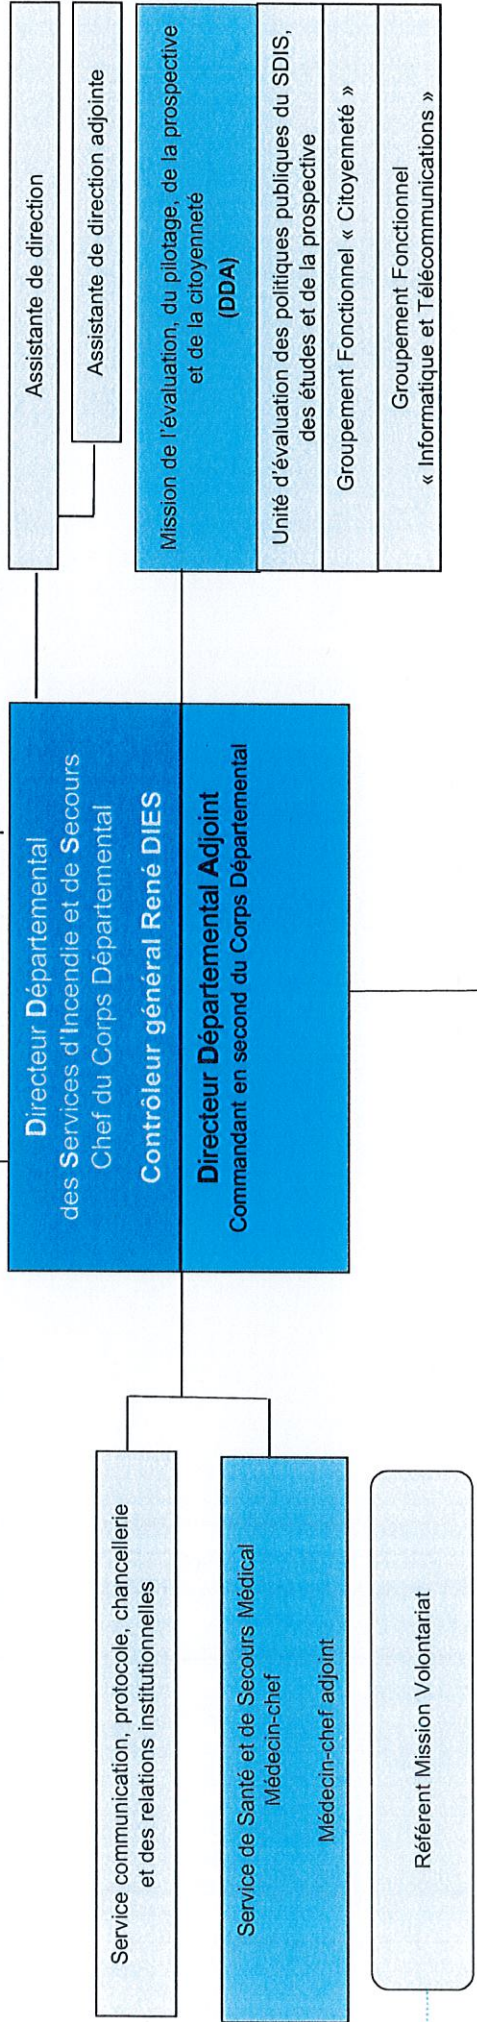 Service communication, protocole, chancellerie
et des relations institutionnelles
Service de Santé et de Secours Médical
Médecin-chef
Médecin-chef adjoint
Référent Mission Volontariat
Directeur Départemental
des Services d'Incendie et de Secours
Chef du Corps Départemental
Contrôleur général René DIES
Directeur Départemental Adjoint
Commandant en second du Corps Départemental
Assistante de direction
Assistante de direction adjointe
Mission de l'évaluation, du pilotage, de la prospective
et de la citoyenneté
(DDA)
Unité d'évaluation des politiques publiques du SDIS,
des études et de la prospective
Groupement Fonctionnel « Citoyenneté »
Groupement Fonctionnel
« Informatique et Télécommunications »